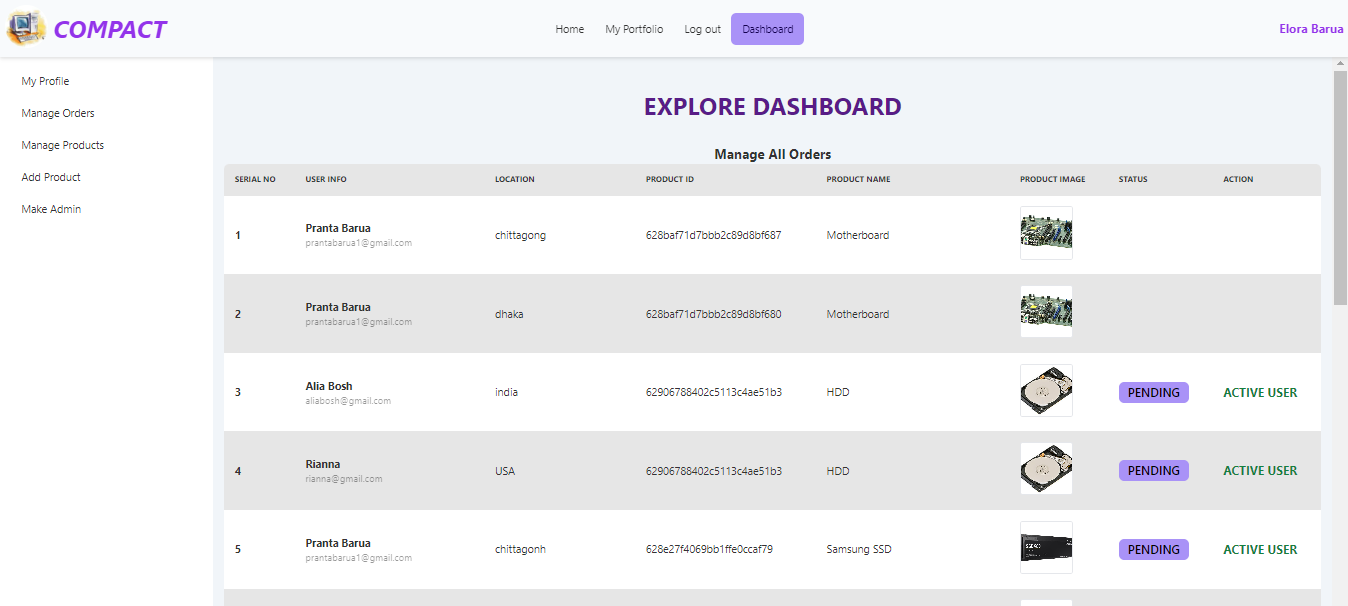 COMPACT
Home My Portfolio Log out Dashboard
Elora Barua
My Profile
Manage Orders
Manage Products
Add Product
Make Admin
EXPLORE DASHBOARD
Manage All Orders
SERIAL NO USER INFO LOCATION PRODUCT ID PRODUCT NAME PRODUCT IMAGE STATUS ACTION
1 Pranta Barua chittagong 628baf71d7bbb2c89d8bf687 Motherboard
prantabarua1@gmail.com
2 Pranta Barua dhaka 628baf71d7bbb2c89d8bf680 Motherboard
prantabarua1@gmail.com
3 Alia Bosh india 62906788402c5113c4ae51b3 HDD PENDING ACTIVE USER
aliabosh@gmail.com
4 Rianna USA 62906788402c5113c4ae51b3 HDD PENDING ACTIVE USER
rianna@gmail.com
5 Pranta Barua chittagonh 628e27f4069bb1ffe0ccaf79 Samsung SSD PENDING ACTIVE USER
prantabarua1@gmail.com